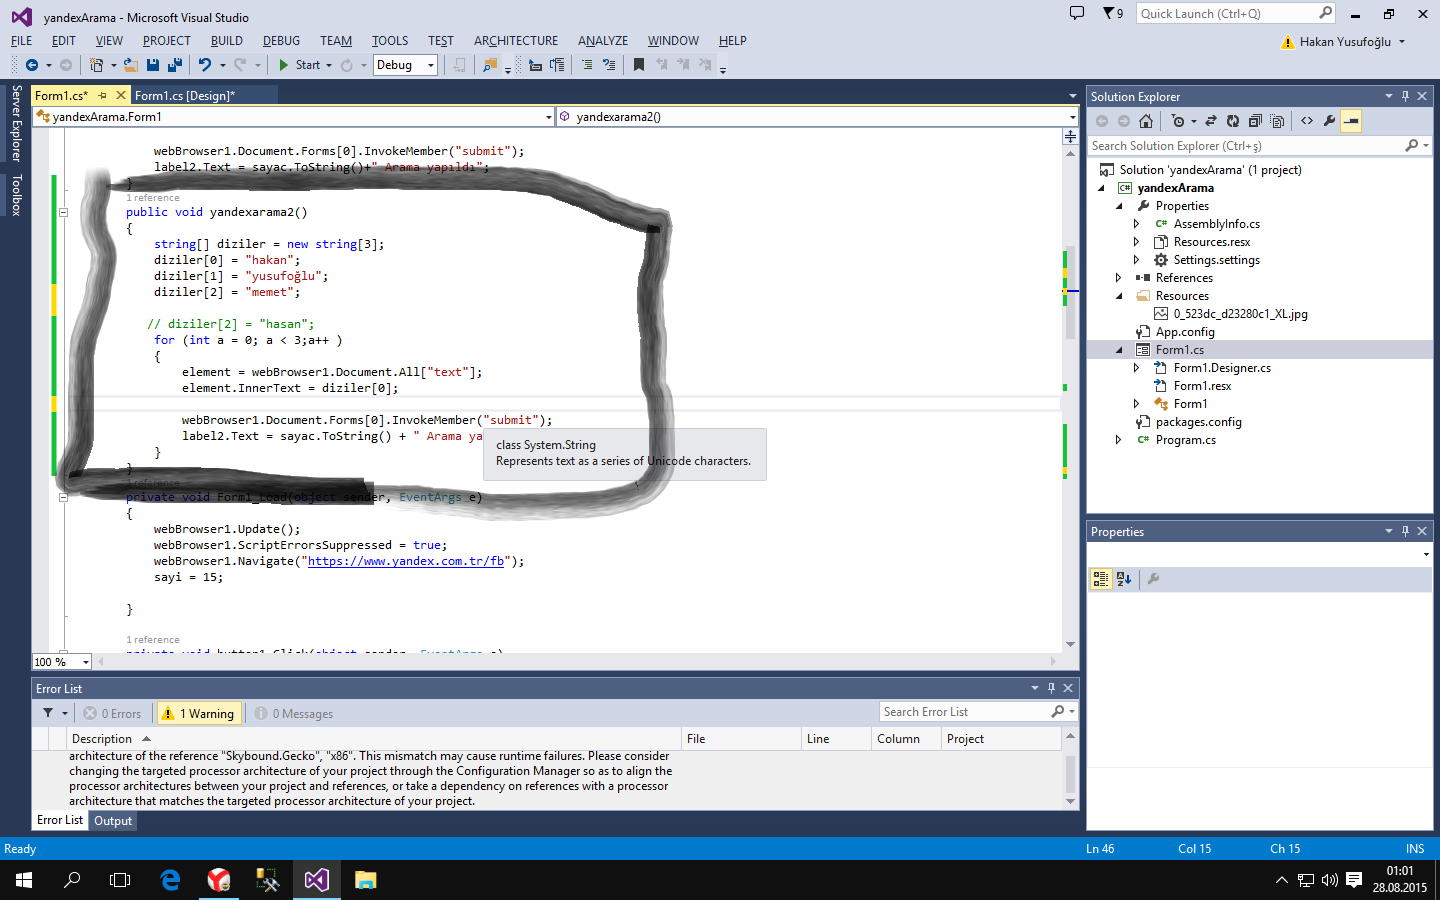 yandexArama - Microsoft Visual Studio
9
Quick Launch (Ctrl+Q)
FILE EDIT VIEW PROJECT BUILD DEBUG TEAM TOOLS TEST ARCHITECTURE ANALYZE WINDOW HELP
Hakan Yusufoğlu
Start Debug
Server Explorer
Toolbox
Form1.cs* Form1.cs [Design]*
yandexArama.Form1 yandexarama2()
webBrowser1.Document.Forms[0].InvokeMember("submit");
label2.Text = sayac.ToString()+" Arama yapıldı";
}
1 reference
public void yandexarama2()
{
string[] diziler = new string[3];
diziler[0] = "hakan";
diziler[1] = "yusufoğlu";
diziler[2] = "memet";
// diziler[2] = "hasan";
for (int a = 0; a < 3;a++ )
{
element = webBrowser1.Document.All["text"];
element.InnerText = diziler[0];
webBrowser1.Document.Forms[0].InvokeMember("submit");
label2.Text = sayac.ToString() + " Arama ya
class System.String
Represents text as a series of Unicode characters.
}
}
1 reference
private void Form1_Load(object sender, EventArgs e)
{
webBrowser1.Update();
webBrowser1.ScriptErrorsSuppressed = true;
webBrowser1.Navigate("https://www.yandex.com.tr/fb");
sayi = 15;
}
1 reference
private void button1_Click(object sender, EventArgs e)
100 %
Solution Explorer
Search Solution Explorer (Ctrl+ş)
Solution 'yandexArama' (1 project)
C# yandexArama
Properties
C# AssemblyInfo.cs
Resources.resx
Settings.settings
References
Resources
0_523dc_d23280c1_XL.jpg
App.config
Form1.cs
Form1.Designer.cs
Form1.resx
Form1
packages.config
C# Program.cs
Properties
Error List
0 Errors 1 Warning 0 Messages
Search Error List
Description File Line Column Project
architecture of the reference "Skybound.Gecko", "x86". This mismatch may cause runtime failures. Please consider
changing the targeted processor architecture of your project through the Configuration Manager so as to align the
processor architectures between your project and references, or take a dependency on references with a processor
architecture that matches the targeted processor architecture of your project.
Error List Output
Ready Ln 46 Col 15 Ch 15 INS
01:01
28.08.2015